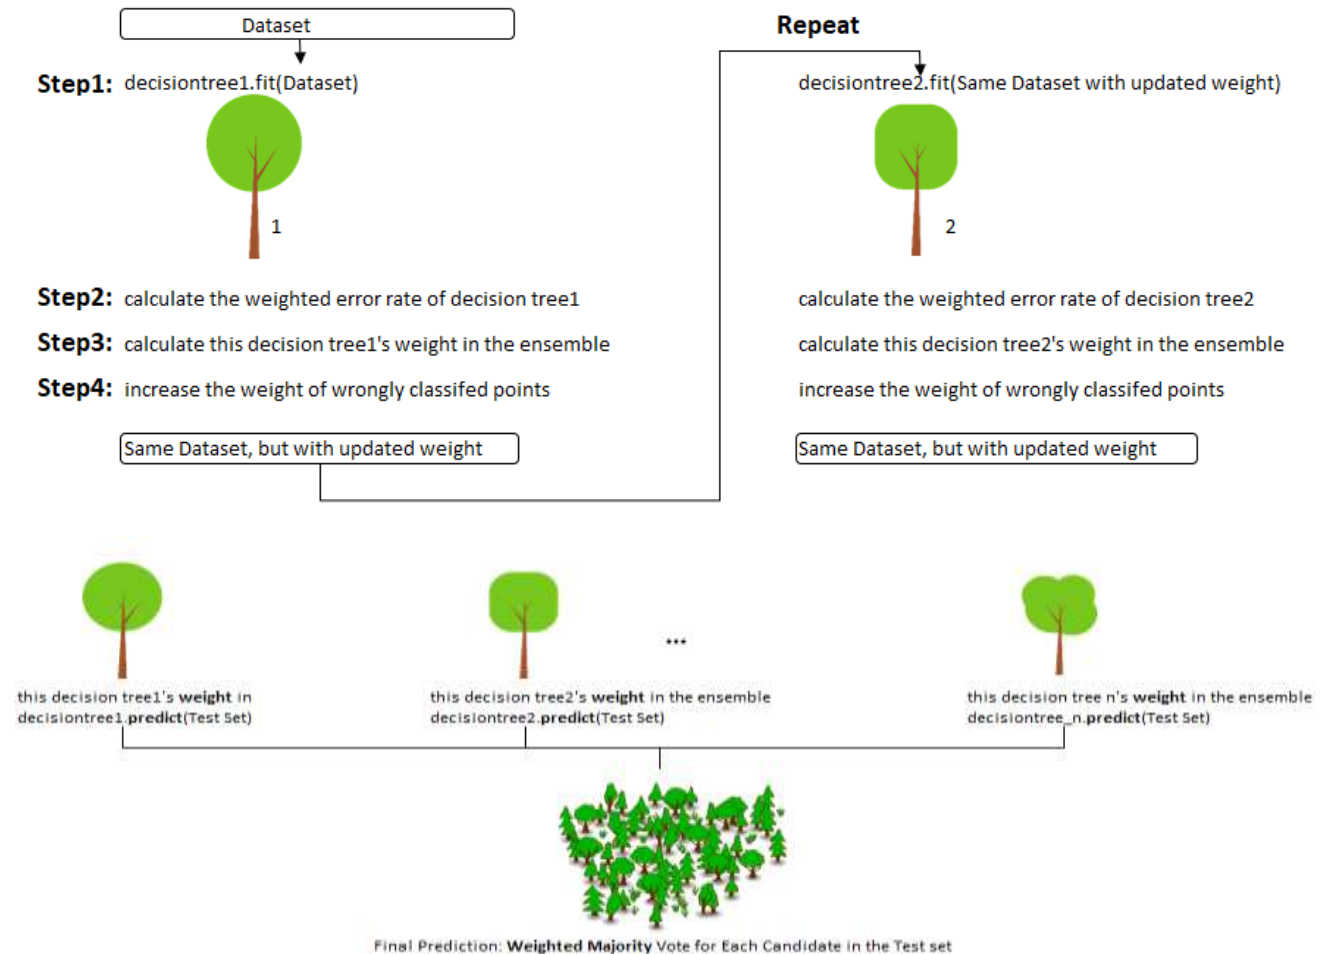 Dataset
Repeat
Step1: decisiontree1.fit(Dataset)
decisiontree2.fit(Same Dataset with updated weight)
1
2
Step2: calculate the weighted error rate of decision tree1
calculate the weighted error rate of decision tree2
Step3: calculate this decision tree1's weight in the ensemble
calculate this decision tree2's weight in the ensemble
Step4: increase the weight of wrongly classifed points
increase the weight of wrongly classifed points
Same Dataset, but with updated weight
Same Dataset, but with updated weight
...
this decision tree1's weight in
decisiontree1.predict(Test Set)
this decision tree2's weight in the ensemble
decisiontree2.predict(Test Set)
this decision tree n's weight in the ensemble
decisiontree_n.predict(Test Set)
Final Prediction: Weighted Majority Vote for Each Candidate in the Test set